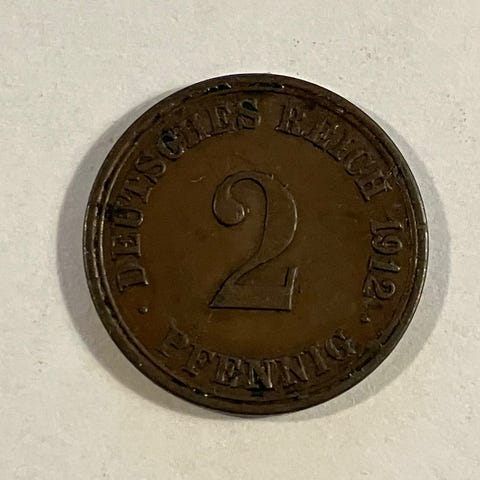 · DEUTSCHES REICH 1912 ·
2
PFENNIG